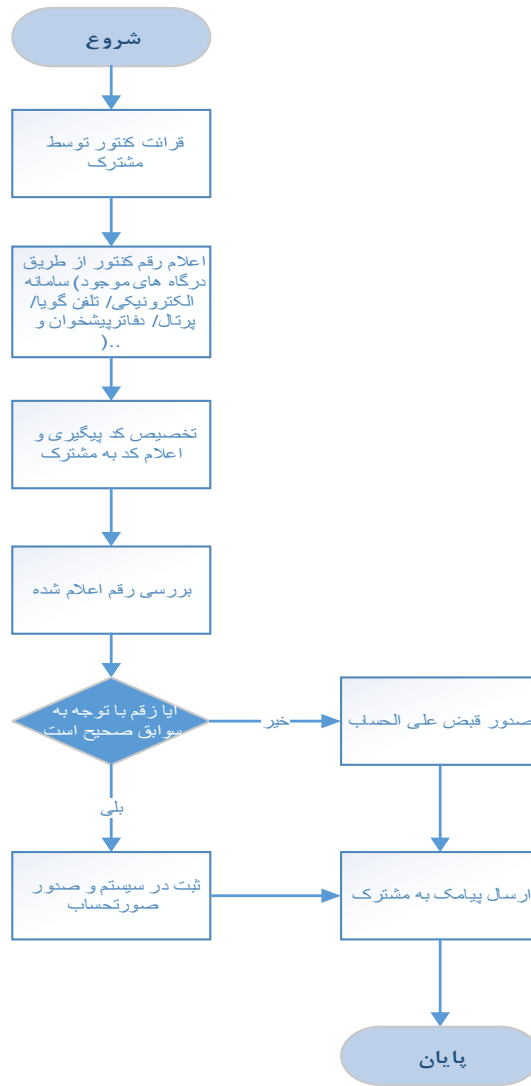 شروع
قرائت کنتور توسط
مشترک
اعلام رقم کنتور از طریق
درگاه های موجود) سامانه
الکترونیکی/ تلفن گویا/
پرتال/ دفاترپیشخوان و
..(
تخصیص کد پیگیری و
اعلام کد به مشترک
بررسی رقم اعلام شده
ایا زقم با توجه به
سوابق صحیح است
خیر
صدور قبض علی الحساب
بلی
ثبت در سیستم و صدور
صورتحساب
ارسال پیامک به مشترک
پایان